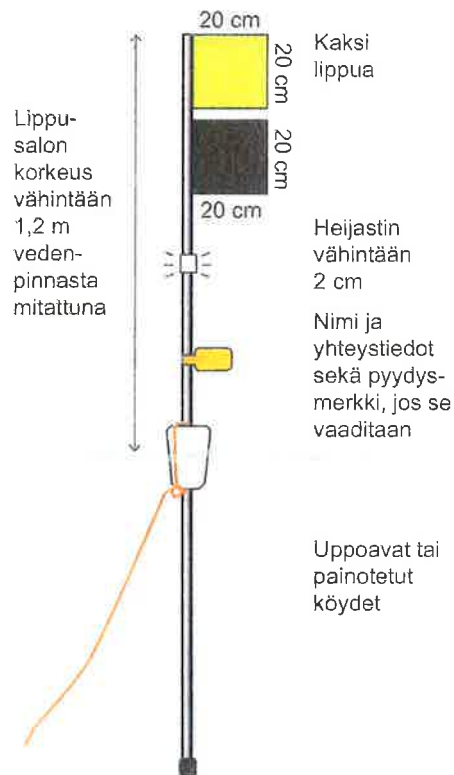 20 cm
20 cm
Kaksi
lippua
20 cm
20 cm
Lippu-
salon
korkeus
vähintään
1,2 m
veden-
pinnasta
mitattuna
Heijastin
vähintään
2 cm
Nimi ja
yhteystiedot
sekä pyydys-
merkki, jos se
vaaditaan
Uppoavat tai
painotetut
köydet